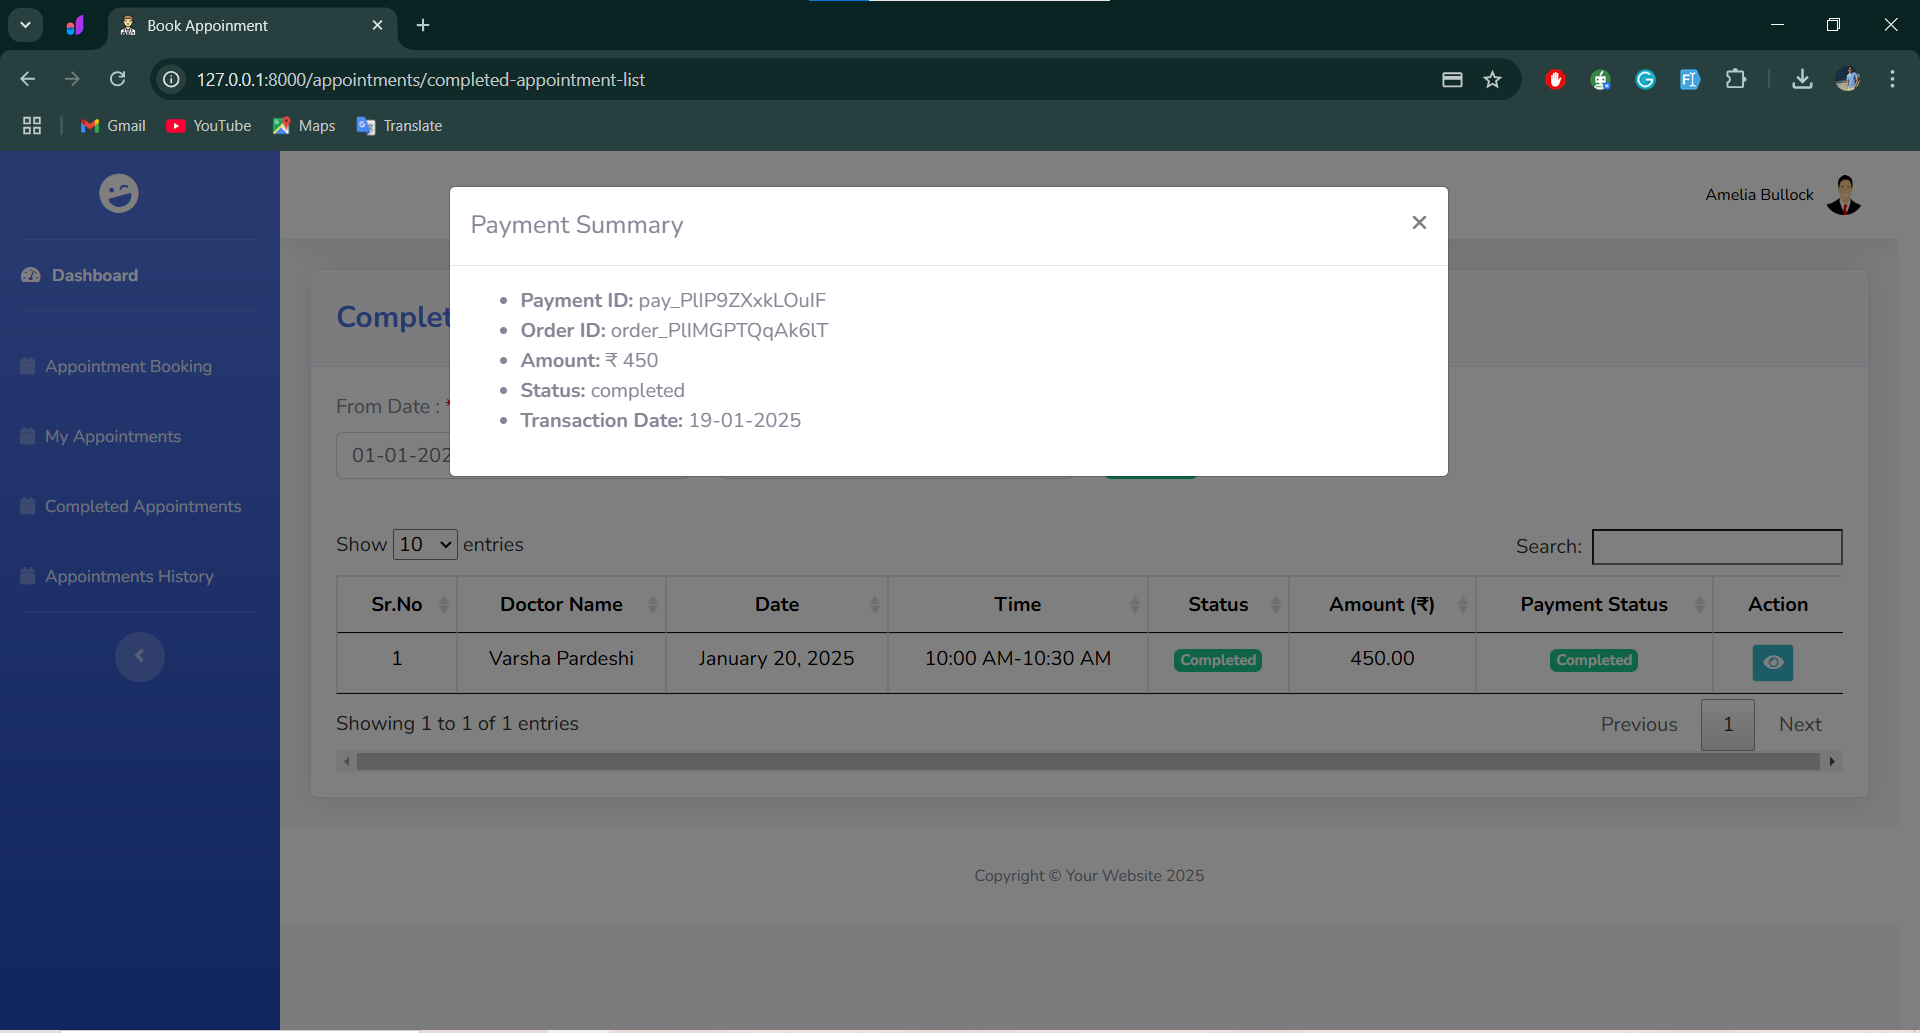 Book Appoinment
127.0.0.1:8000/appointments/completed-appointment-list
Gmail YouTube Maps Translate
Amelia Bullock
Dashboard
Appointment Booking
My Appointments
Completed Appointments
Appointments History
Payment Summary
Payment ID: pay_PlIP9ZXxkLOuIF
Order ID: order_PlIMGPTQqAk6lT
Amount: ₹ 450
Status: completed
Transaction Date: 19-01-2025
Complet
From Date : *
01-01-202
Show 10 entries
Search:
Sr.No Doctor Name Date Time Status Amount (₹) Payment Status Action
1 Varsha Pardeshi January 20, 2025 10:00 AM-10:30 AM Completed 450.00 Completed
Showing 1 to 1 of 1 entries
Previous 1 Next
Copyright © Your Website 2025